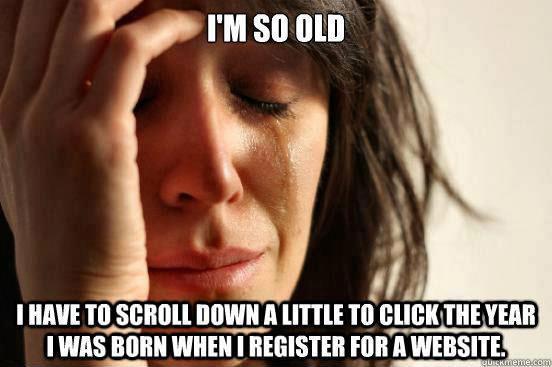 I'M SO OLD
I HAVE TO SCROLL DOWN A LITTLE TO CLICK THE YEAR
I WAS BORN WHEN I REGISTER FOR A WEBSITE.
quickmeme.com